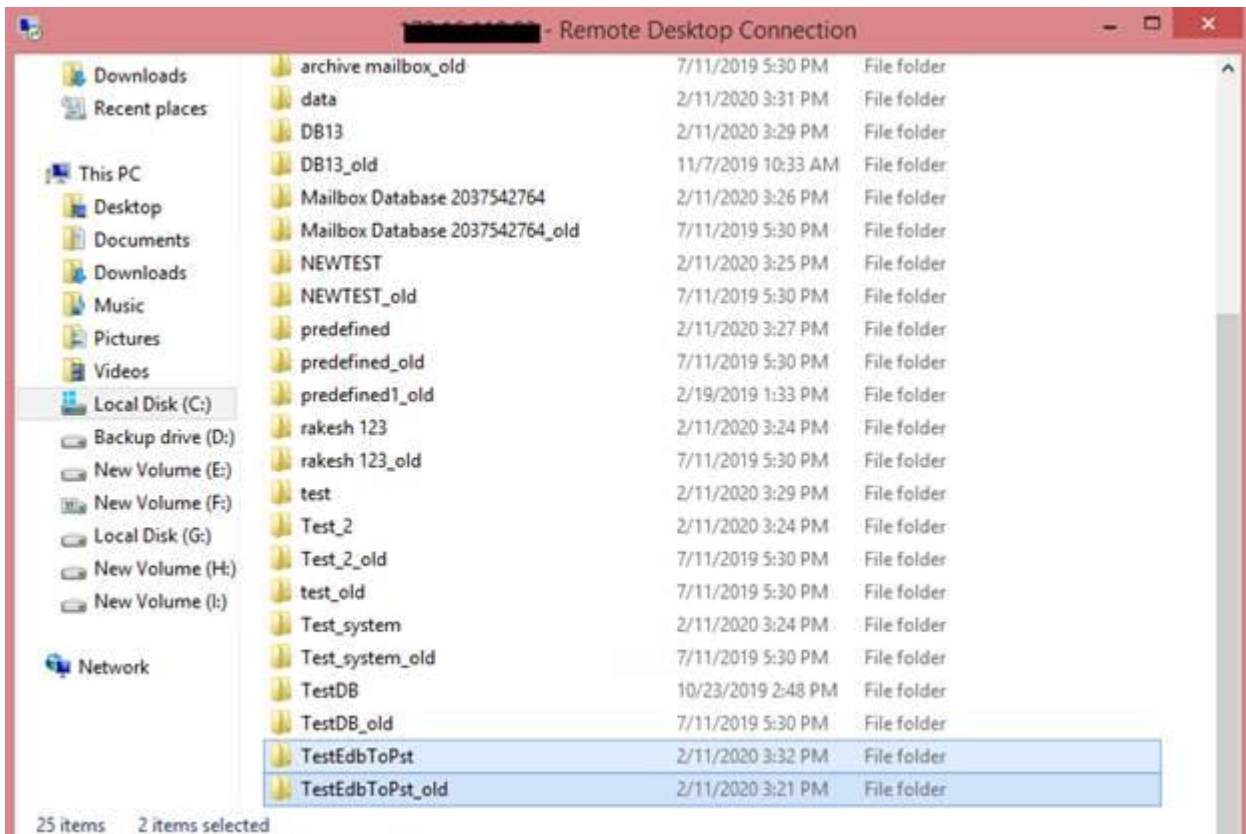 - Remote Desktop Connection
Downloads
Recent places
This PC
Desktop
Documents
Downloads
Music
Pictures
Videos
Local Disk (C:)
Backup drive (D:)
New Volume (E:)
New Volume (F:)
Local Disk (G:)
New Volume (H:)
New Volume (I:)
Network
archive mailbox_old 7/11/2019 5:30 PM File folder
data 2/11/2020 3:31 PM File folder
DB13 2/11/2020 3:29 PM File folder
DB13_old 11/7/2019 10:33 AM File folder
Mailbox Database 2037542764 2/11/2020 3:26 PM File folder
Mailbox Database 2037542764_old 7/11/2019 5:30 PM File folder
NEWTEST 2/11/2020 3:25 PM File folder
NEWTEST_old 7/11/2019 5:30 PM File folder
predefined 2/11/2020 3:27 PM File folder
predefined_old 7/11/2019 5:30 PM File folder
predefined1_old 2/19/2019 1:33 PM File folder
rakesh 123 2/11/2020 3:24 PM File folder
rakesh 123_old 7/11/2019 5:30 PM File folder
test 2/11/2020 3:29 PM File folder
Test_2 2/11/2020 3:24 PM File folder
Test_2_old 7/11/2019 5:30 PM File folder
test_old 7/11/2019 5:30 PM File folder
Test_system 2/11/2020 3:24 PM File folder
Test_system_old 7/11/2019 5:30 PM File folder
TestDB 10/23/2019 2:48 PM File folder
TestDB_old 7/11/2019 5:30 PM File folder
TestEdbToPst 2/11/2020 3:32 PM File folder
TestEdbToPst_old 2/11/2020 3:21 PM File folder
25 items 2 items selected